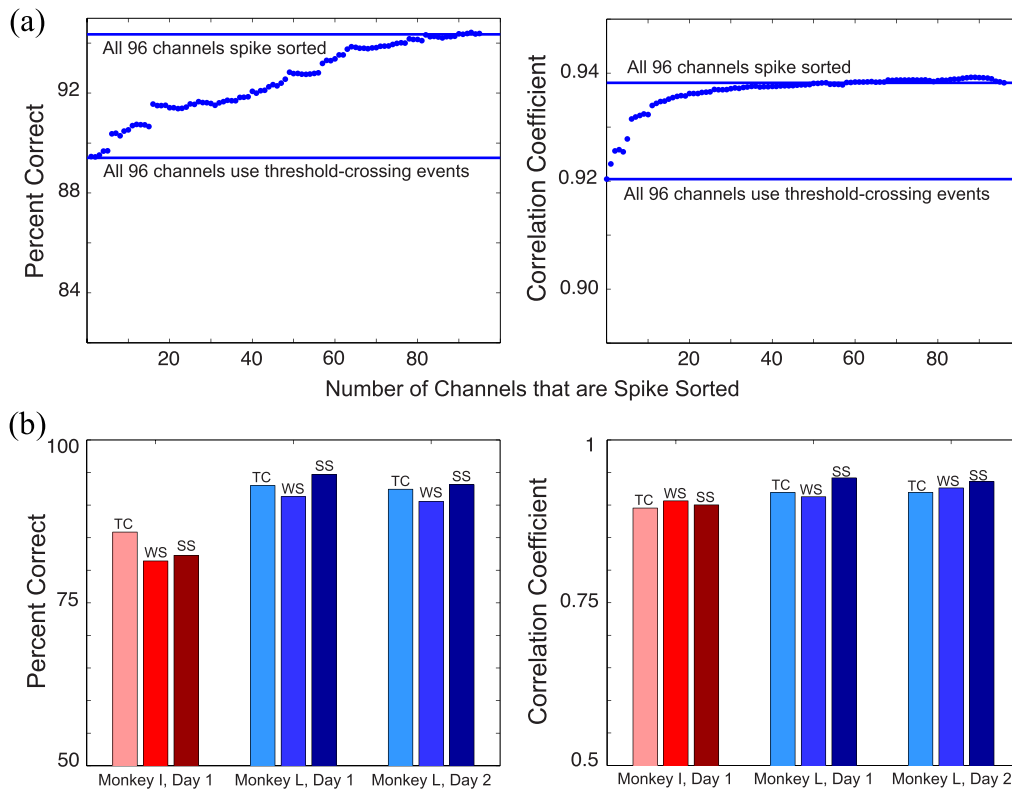 (a)
All 96 channels spike sorted
92
88
84
Percent Correct
All 96 channels use threshold-crossing events
20
40
60
80
0.94
0.92
0.90
Correlation Coefficient
All 96 channels spike sorted
All 96 channels use threshold-crossing events
20
40
60
80
Number of Channels that are Spike Sorted
(b)
100
75
50
Percent Correct
TC
WS
SS
TC
WS
SS
TC
WS
SS
Monkey I, Day 1
Monkey L, Day 1
Monkey L, Day 2
1
0.75
0.5
Correlation Coefficient
TC
WS
SS
TC
WS
SS
TC
WS
SS
Monkey I, Day 1
Monkey L, Day 1
Monkey L, Day 2